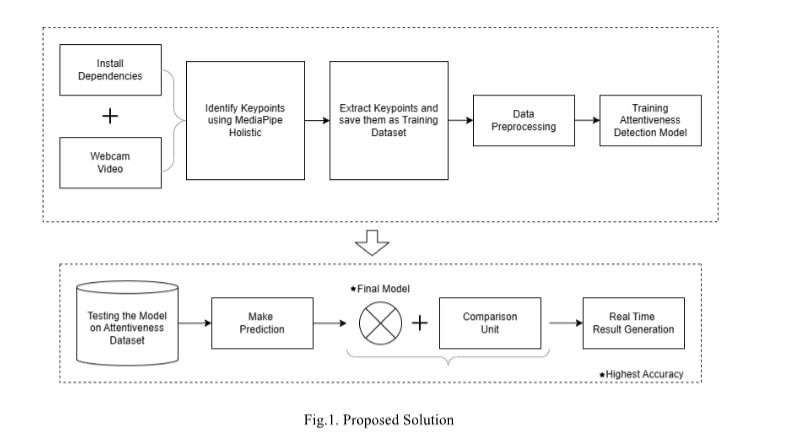 Install
Dependencies
+
Webcam
Video
Identify Keypoints
using MediaPipe
Holistic
Extract Keypoints and
save them as Training
Dataset
Data
Preprocessing
Training
Attentiveness
Detection Model
Testing the Model
on Attentiveness
Dataset
Make
Prediction
★Final Model
+
Comparison
Unit
Real Time
Result Generation
★Highest Accuracy
Fig.1. Proposed Solution